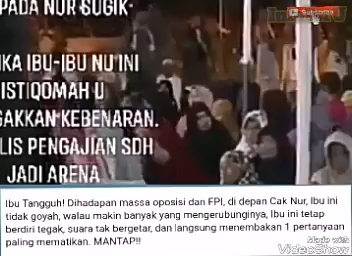 PADA NUR SUGIK-
Subscribe
KA IBU-IBU NU INI
ISTIQOMAH U
GAKKAN KEBENARAN.
LIS PENGAJIAN SDH
JADI ARENA
Ibu Tangguh! Dihadapan massa oposisi dan FPI, di depan Cak Nur, Ibu ini
tidak goyah, walau makin banyak yang mengerubunginya, Ibu ini tetap
berdiri tegak, suara tak bergetar, dan langsung menembakan 1 pertanyaan
paling mematikan. MANTAP!!
Made with
VideoShow